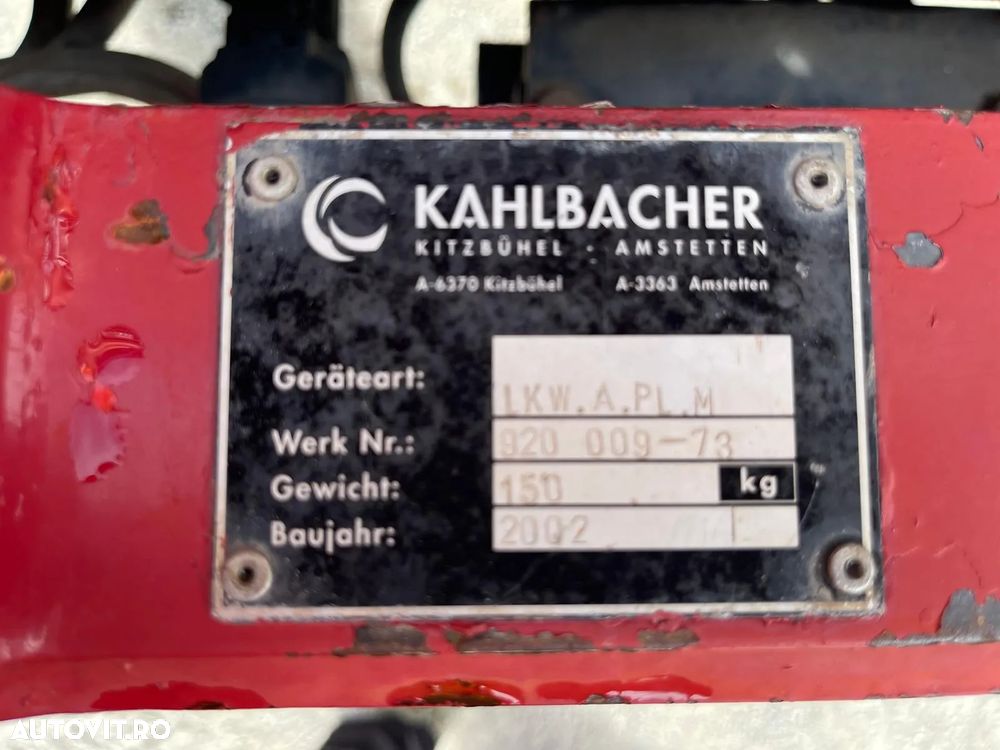 KAHLBACHER
KITZBÜHEL · AMSTETTEN
A-6370 Kitzbühel A-3363 Amstetten
Geräteart: LKW.A.PL.M
Werk Nr.: 920 009-73
Gewicht: 150 kg
Baujahr: 2002
AUTOVIT.RO